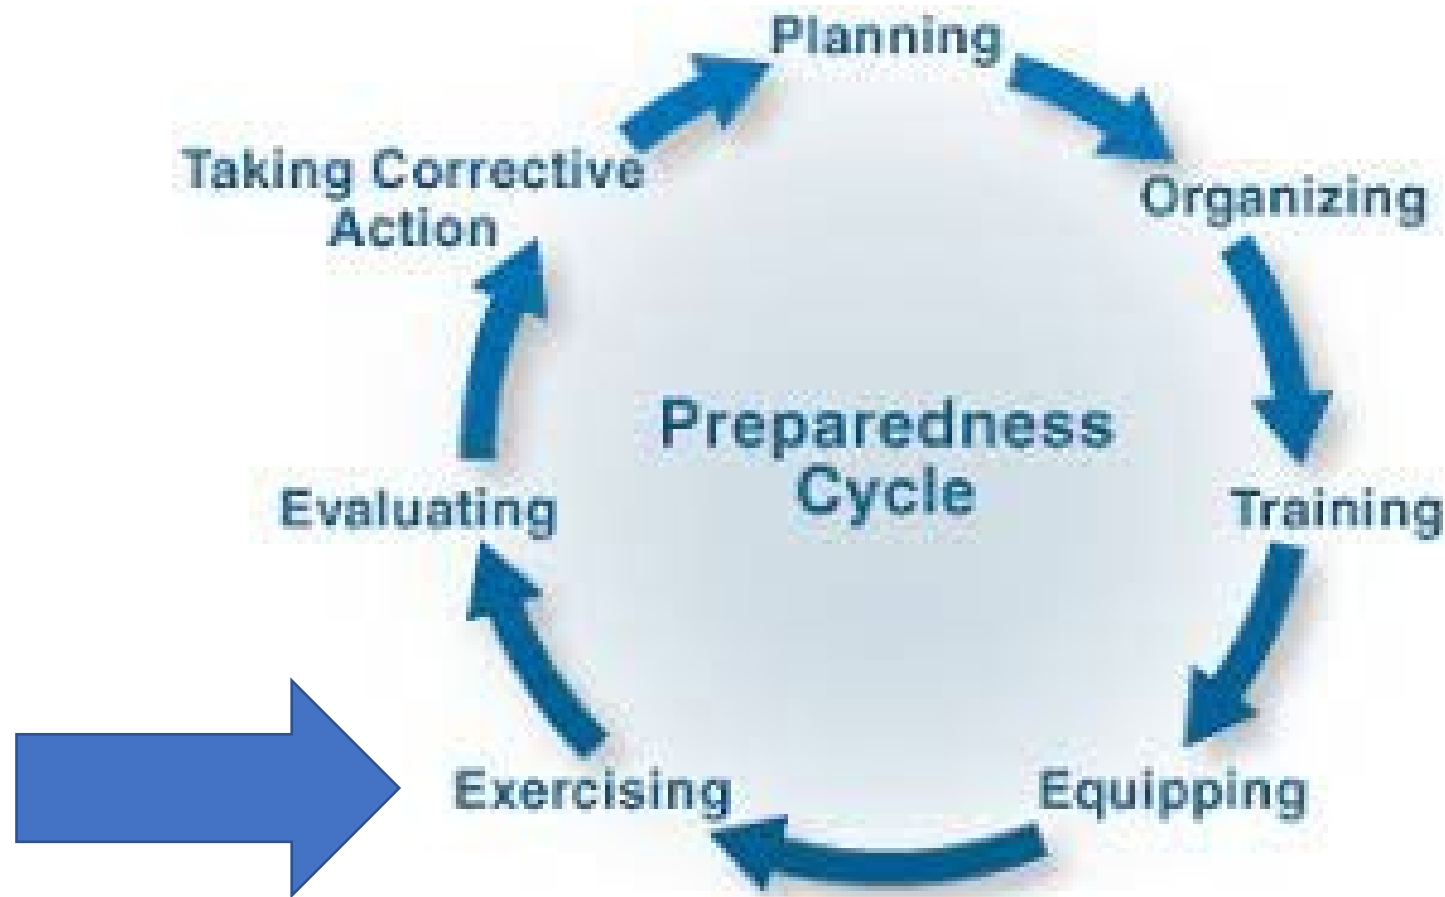 Planning
Organizing
Training
Equipping
Exercising
Evaluating
Taking Corrective
Action
Preparedness
Cycle